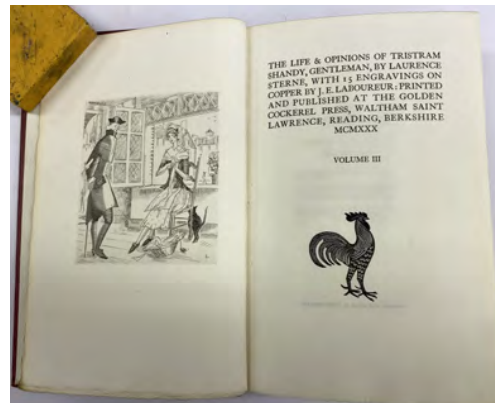 THE LIFE & OPINIONS OF TRISTRAM
SHANDY, GENTLEMAN, BY LAURENCE
STERNE, WITH 15 ENGRAVINGS ON
COPPER BY J. E. LABOUREUR: PRINTED
AND PUBLISHED AT THE GOLDEN
COCKEREL PRESS, WALTHAM SAINT
LAWRENCE, READING, BERKSHIRE
MCMXXX
VOLUME III